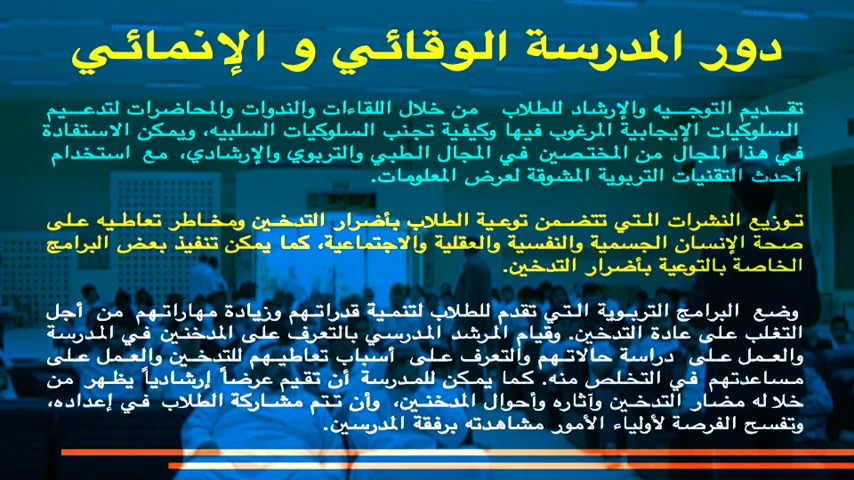 دور المدرسة الوقائي و الإنمائي
تقديم التوجيه والإرشاد للطلاب من خلال اللقاءات والندوات والمحاضرات لتدعيم
السلوكيات الإيجابية المرغوب فيها وكيفية تجنب السلوكيات السلبيه، ويمكن الاستفادة
في هذا المجال من المختصين في المجال الطبي والتربوي والإرشادي، مع استخدام
أحدث التقنيات التربوية المشوقة لعرض المعلومات.
توزيع النشرات التي تتضمن توعية الطلاب بأضرار التدخين ومخاطر تعاطيه على
صحة الإنسان الجسمية والنفسية والعقلية والاجتماعية، كما يمكن تنفيذ بعض البرامج
الخاصة بالتوعية بأضرار التدخين.
وضع البرامج التربوية التي تقدم للطلاب لتنمية قدراتهم وزيادة مهاراتهم من أجل
التغلب على عادة التدخين. وقيام المرشد المدرسي بالتعرف على المدخنين في المدرسة
والعمل على دراسة حالاتهم والتعرف على أسباب تعاطيهم للتدخين والعمل على
مساعدتهم في التخلص منه. كما يمكن للمدرسة أن تقيم عرضاً إرشادياً يظهر من
خلاله مضار التدخين وآثاره وأحوال المدخنين، وأن تتم مشاركة الطلاب في إعداده،
وتفسح الفرصة لأولياء الأمور مشاهدته برفقة المدرسين.